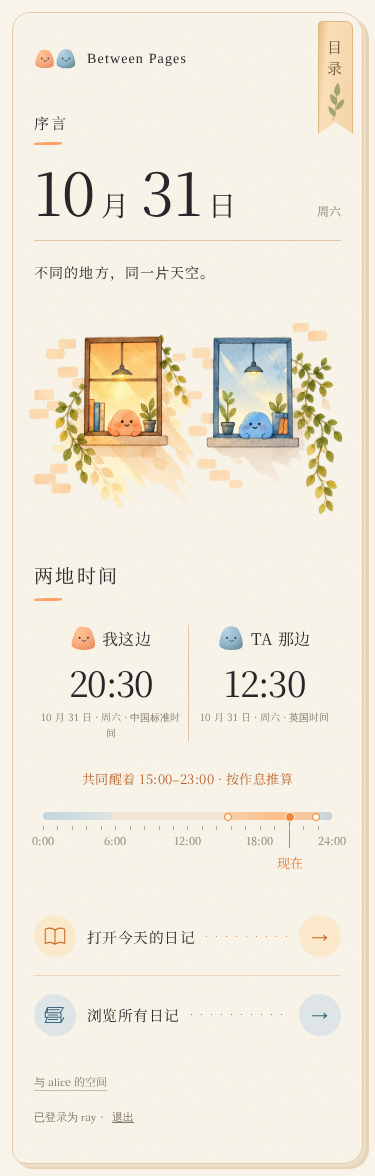 Between Pages
目录
序言
10 月 31 日
周六
不同的地方，同一片天空。
两地时间
我这边
20:30
10 月 31 日 · 周六 · 中国标准时
间
TA 那边
12:30
10 月 31 日 · 周六 · 英国时间
共同醒着 15:00–23:00 · 按作息推算
0:00 6:00 12:00 18:00 24:00
现在
打开今天的日记 →
浏览所有日记 →
与 alice 的空间
已登录为 ray · 退出